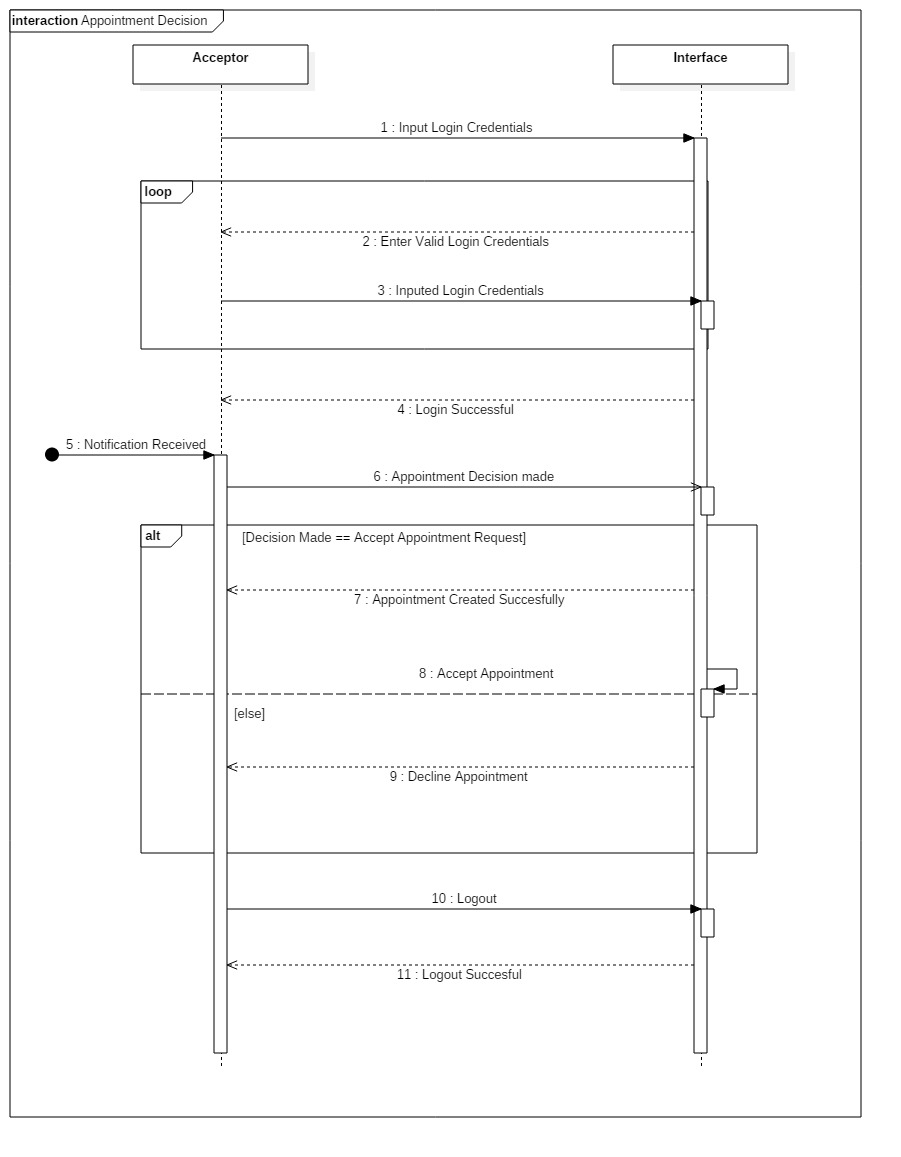 interaction Appointment Decision
Acceptor
Interface
1 : Input Login Credentials
loop
2 : Enter Valid Login Credentials
3 : Inputed Login Credentials
4 : Login Successful
5 : Notification Received
6 : Appointment Decision made
alt
[Decision Made == Accept Appointment Request]
7 : Appointment Created Succesfully
8 : Accept Appointment
[else]
9 : Decline Appointment
10 : Logout
11 : Logout Succesful